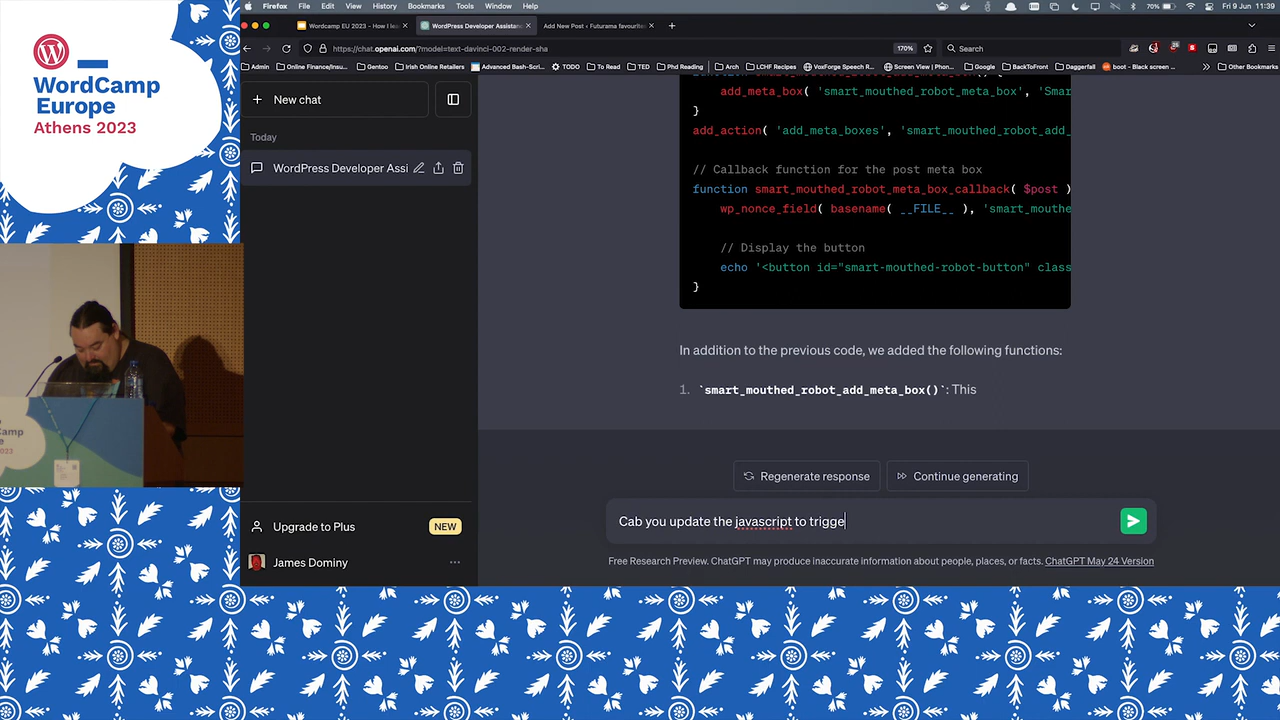 WordCamp
Europe
Athens 2023
Camp
2023
Firefox File Edit View History Bookmarks Tools Window Help
70% Fri 9 Jun 11:39
Wordcamp EU 2023 - How I lea
WordPress Developer Assistan
Add New Post ‹ Futurama favourite
https://chat.openai.com/?model=text-davinci-002-render-sha
170%
Search
Admin Online Finance/Insu... Gentoo Irish Online Retailers Advanced Bash-Scri... TODO To Read TED Phd Reading Arch LCHF Recipes VoxForge Speech R... Screen View (Phon... Google BackToFront Daggerfall boot - Black screen ... Other Bookmarks
New chat
Today
WordPress Developer Assi
add_meta_box( 'smart_mouthed_robot_meta_box', 'Smar
}
add_action( 'add_meta_boxes', 'smart_mouthed_robot_add_
// Callback function for the post meta box
function smart_mouthed_robot_meta_box_callback( $post )
wp_nonce_field( basename( __FILE__ ), 'smart_mouthe
// Display the button
echo '<button id="smart-mouthed-robot-button" class
}
In addition to the previous code, we added the following functions:
1. `smart_mouthed_robot_add_meta_box()`: This
Regenerate response
Continue generating
Cab you update the javascript to trigge
Upgrade to Plus
NEW
James Dominy
Free Research Preview. ChatGPT may produce inaccurate information about people, places, or facts. ChatGPT May 24 Version